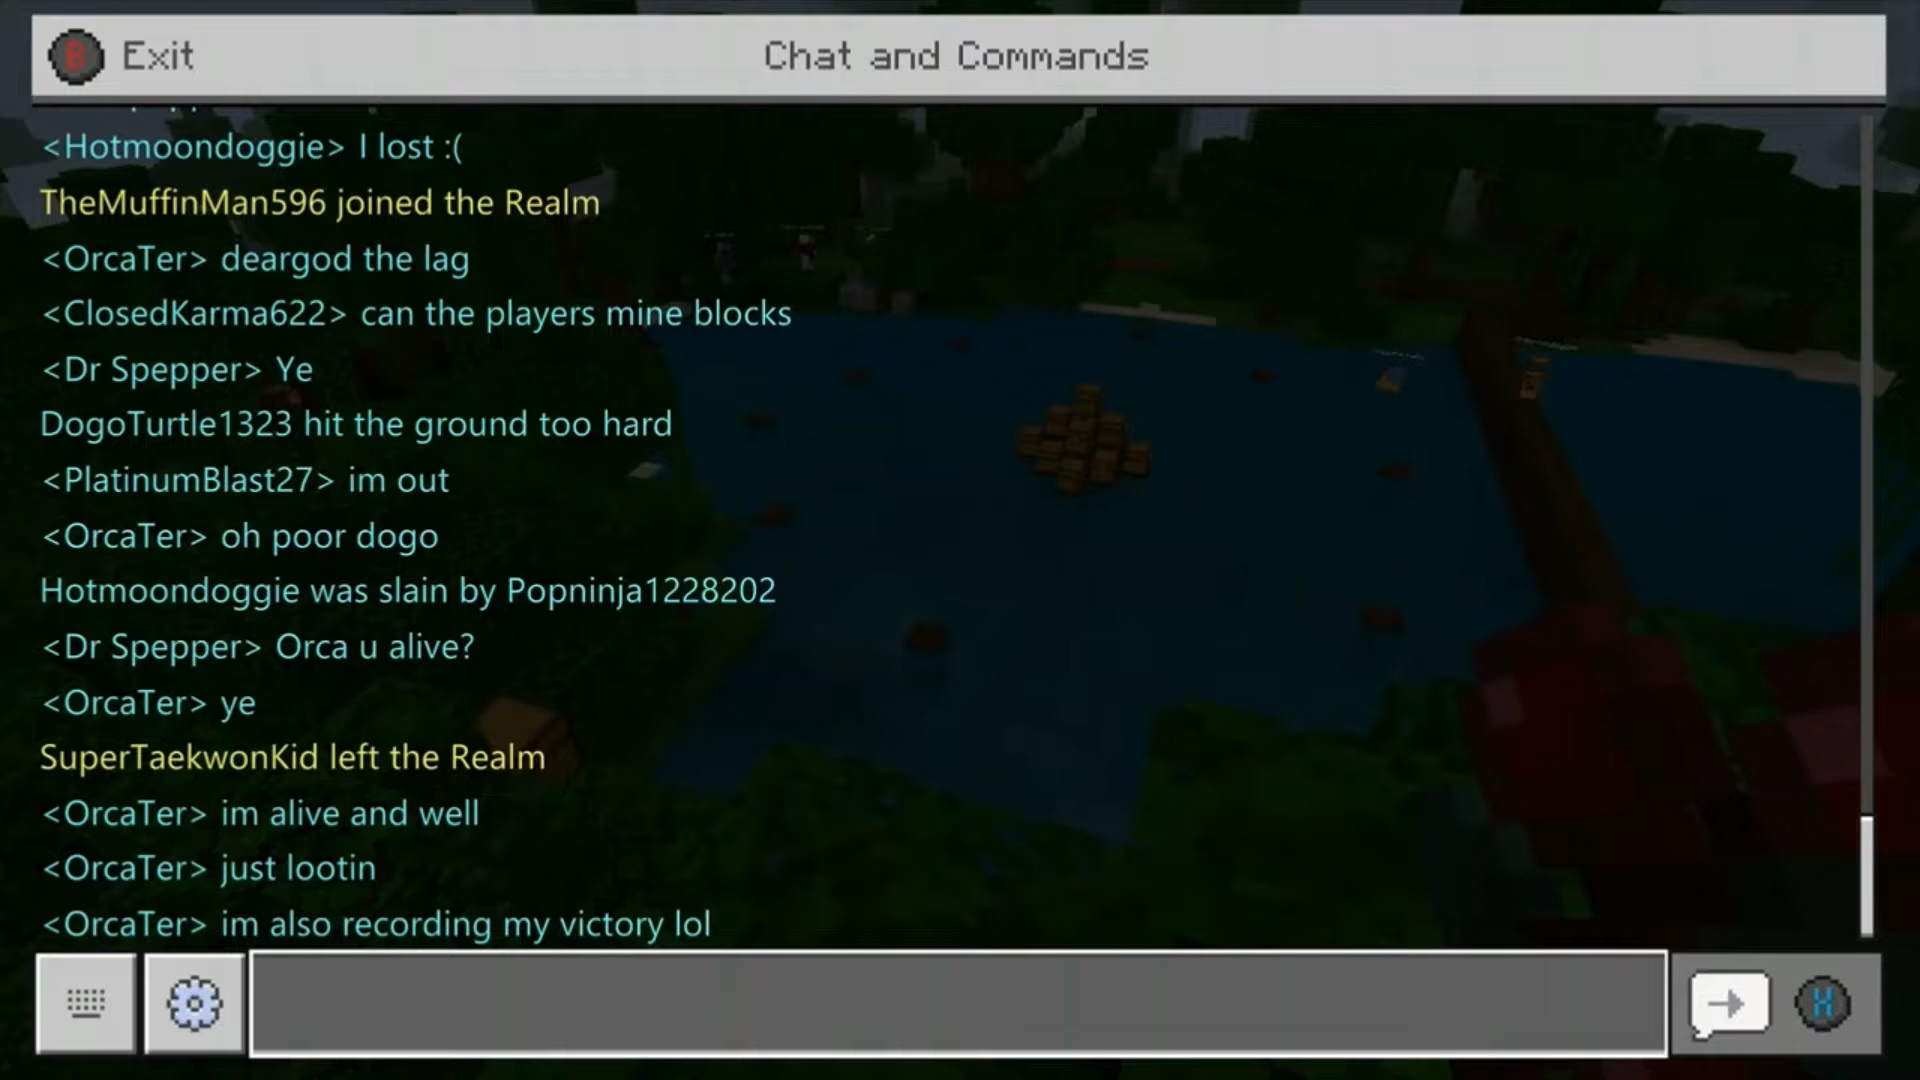 B Exit
Chat and Commands
<Hotmoondoggie> I lost :(
TheMuffinMan596 joined the Realm
<OrcaTer> deargod the lag
<ClosedKarma622> can the players mine blocks
<Dr Spepper> Ye
DogoTurtle1323 hit the ground too hard
<PlatinumBlast27> im out
<OrcaTer> oh poor dogo
Hotmoondoggie was slain by Popninja1228202
<Dr Spepper> Orca u alive?
<OrcaTer> ye
SuperTaekwonKid left the Realm
<OrcaTer> im alive and well
<OrcaTer> just lootin
<OrcaTer> im also recording my victory lol
X